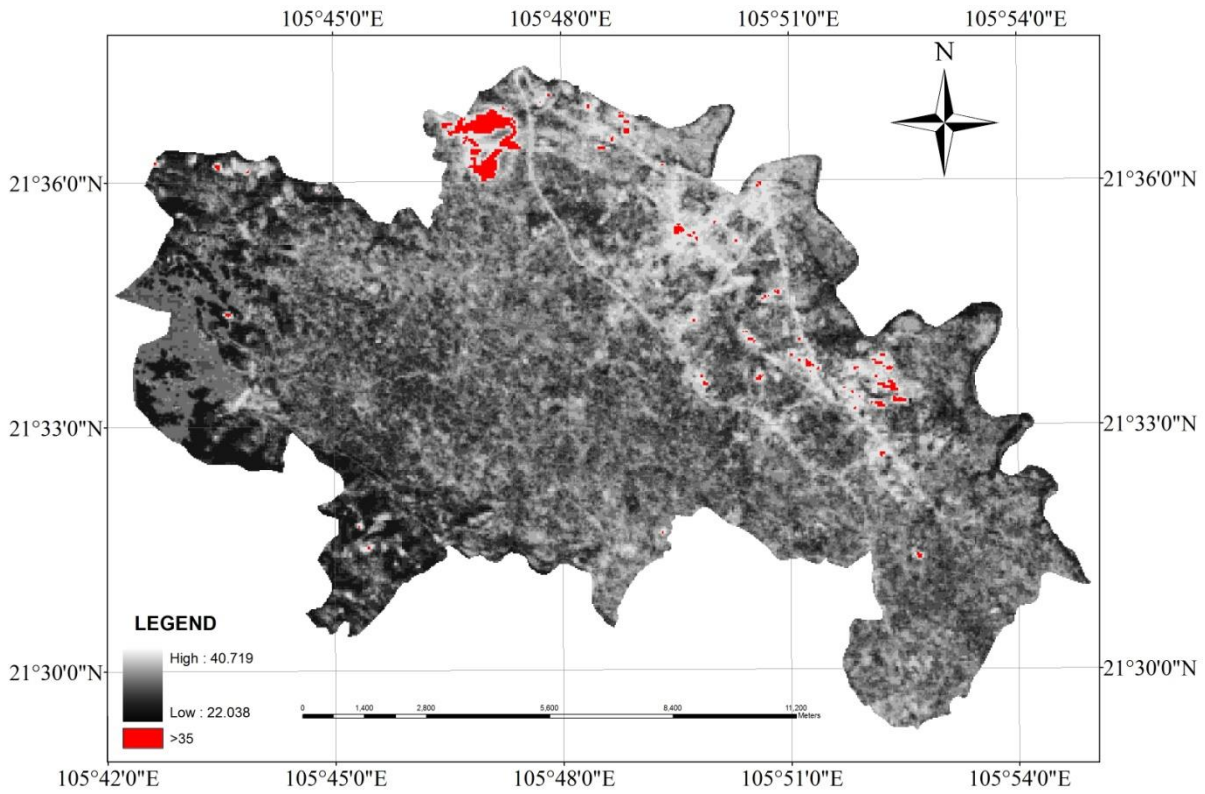 105°45'0"E 105°48'0"E 105°51'0"E 105°54'0"E
N
21°36'0"N 21°36'0"N
21°33'0"N 21°33'0"N
LEGEND
High : 40.719
Low : 22.038
>35
21°30'0"N 21°30'0"N
0 1,400 2,800 5,600 8,400 11,200
Meters
105°42'0"E 105°45'0"E 105°48'0"E 105°51'0"E 105°54'0"E